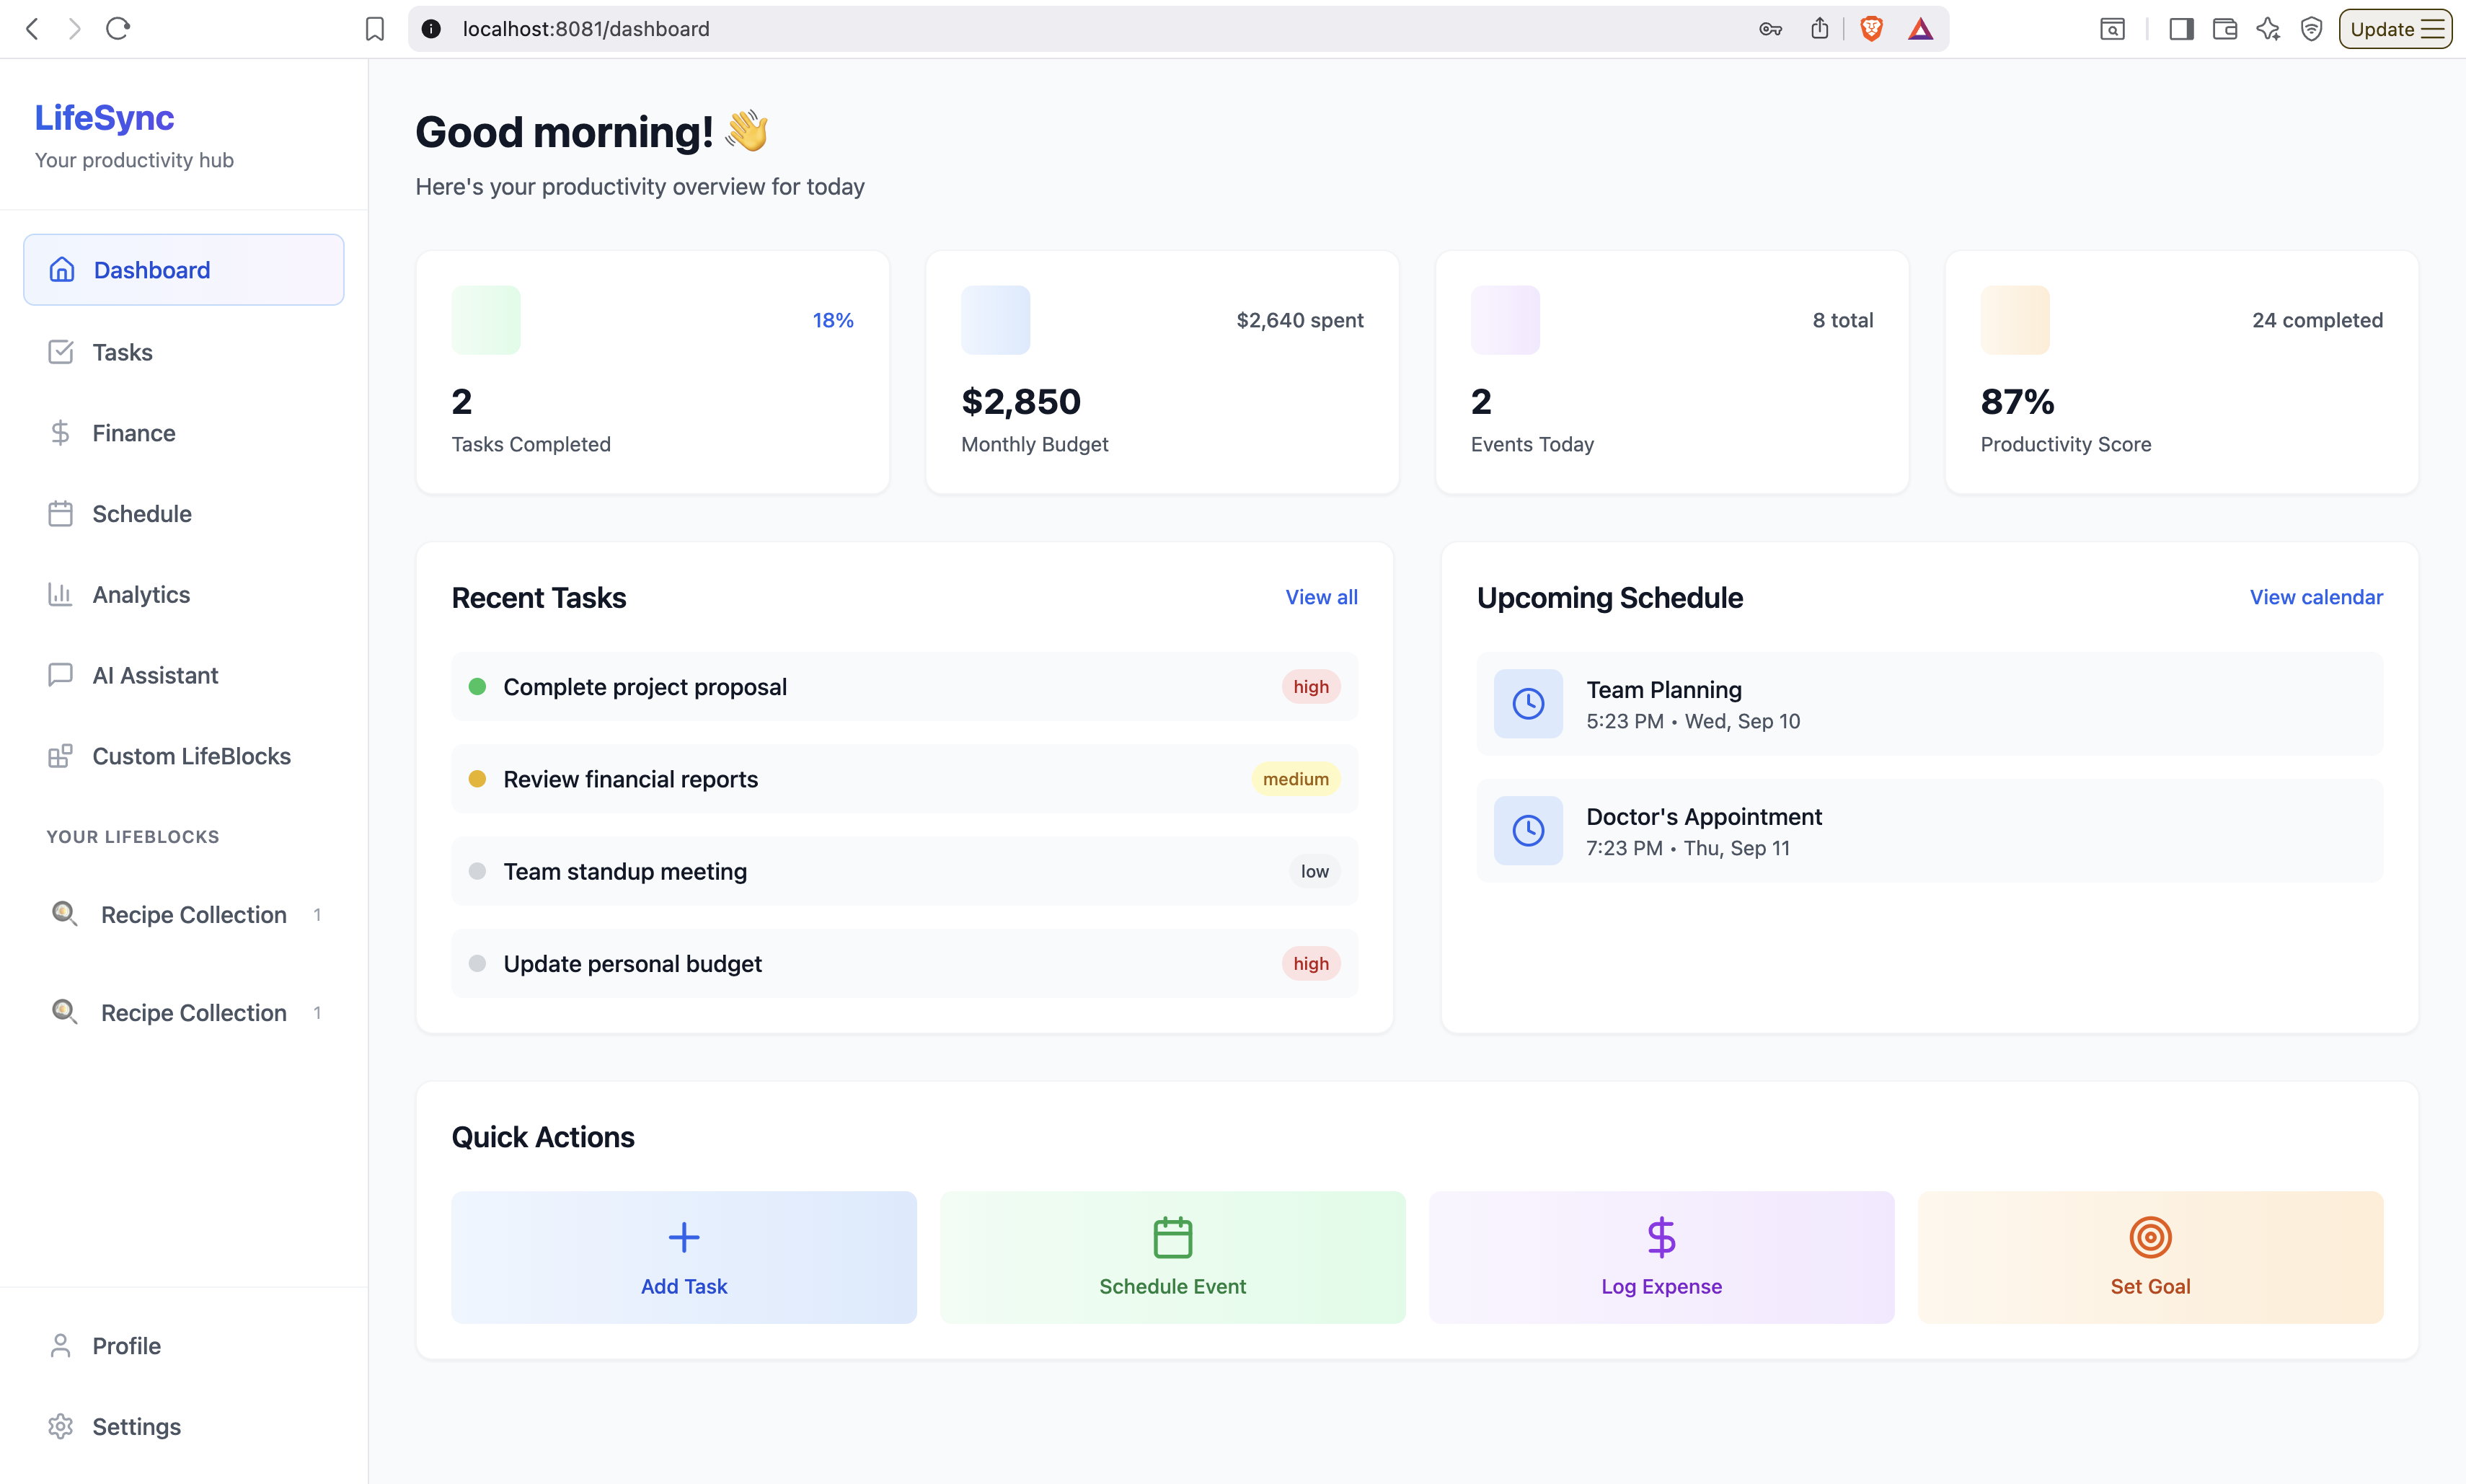 localhost:8081/dashboard
Update
LifeSync
Your productivity hub
Dashboard
Tasks
Finance
Schedule
Analytics
AI Assistant
Custom LifeBlocks
YOUR LIFEBLOCKS
Recipe Collection 1
Recipe Collection 1
Profile
Settings
Good morning! 👋
Here's your productivity overview for today
18%
2
Tasks Completed
$2,640 spent
$2,850
Monthly Budget
8 total
2
Events Today
24 completed
87%
Productivity Score
Recent Tasks
View all
Complete project proposal
high
Review financial reports
medium
Team standup meeting
low
Update personal budget
high
Upcoming Schedule
View calendar
Team Planning
5:23 PM • Wed, Sep 10
Doctor's Appointment
7:23 PM • Thu, Sep 11
Quick Actions
Add Task
Schedule Event
Log Expense
Set Goal